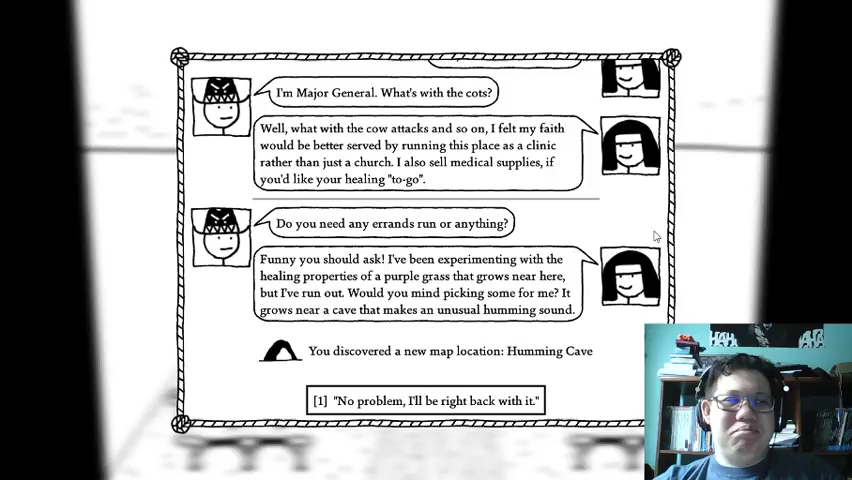 I'm Major General. What's with the cots?
Well, what with the cow attacks and so on, I felt my faith
would be better served by running this place as a clinic
rather than just a church. I also sell medical supplies, if
you'd like your healing "to-go".
Do you need any errands run or anything?
Funny you should ask! I've been experimenting with the
healing properties of a purple grass that grows near here,
but I've run out. Would you mind picking some for me? It
grows near a cave that makes an unusual humming sound.
You discovered a new map location: Humming Cave
[1] "No problem, I'll be right back with it."